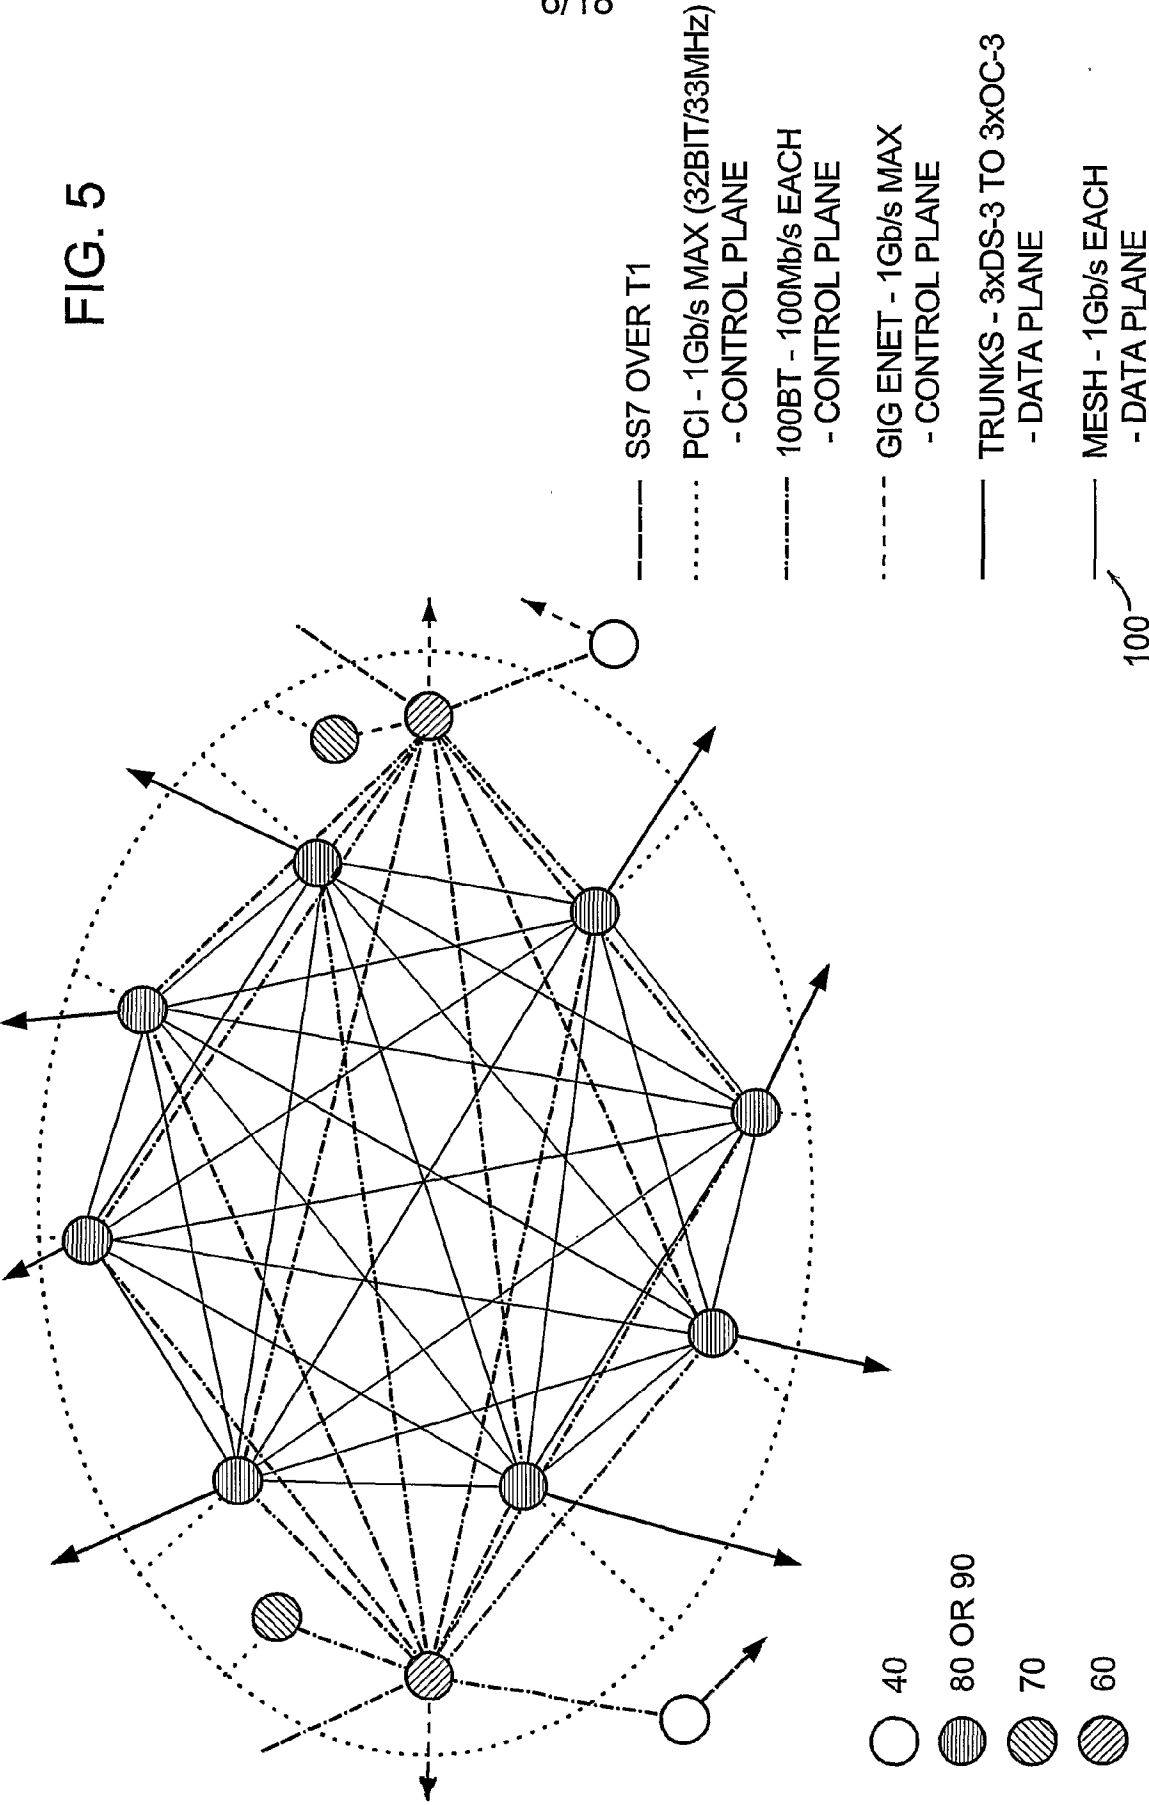 6/18
FIG. 5
SS7 OVER T1
PCI - 1Gb/s MAX (32BIT/33MHz)
- CONTROL PLANE
100BT - 100Mb/s EACH
- CONTROL PLANE
GIG ENET - 1Gb/s MAX
- CONTROL PLANE
TRUNKS - 3xDS-3 TO 3xOC-3
- DATA PLANE
MESH - 1Gb/s EACH
- DATA PLANE
100
40
80 OR 90
70
60